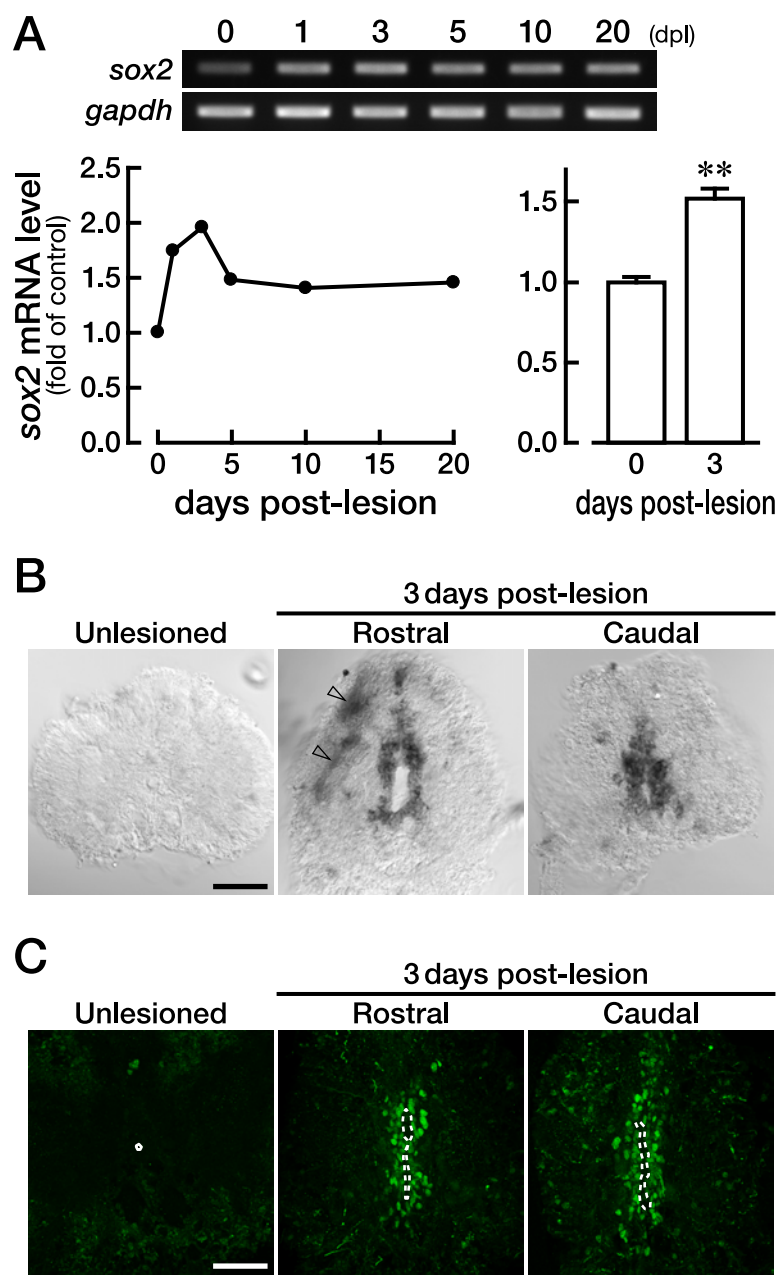 A
0 1 3 5 10 20 (dpl)
sox2
gapdh
sox2 mRNA level
(fold of control)
2.5
2.0
1.5
1.0
0.5
0.0
0 5 10 15 20
days post-lesion
**
1.5
1.0
0.5
0.0
0 3
days post-lesion
B
3 days post-lesion
Unlesioned Rostral Caudal
C
3 days post-lesion
Unlesioned Rostral Caudal